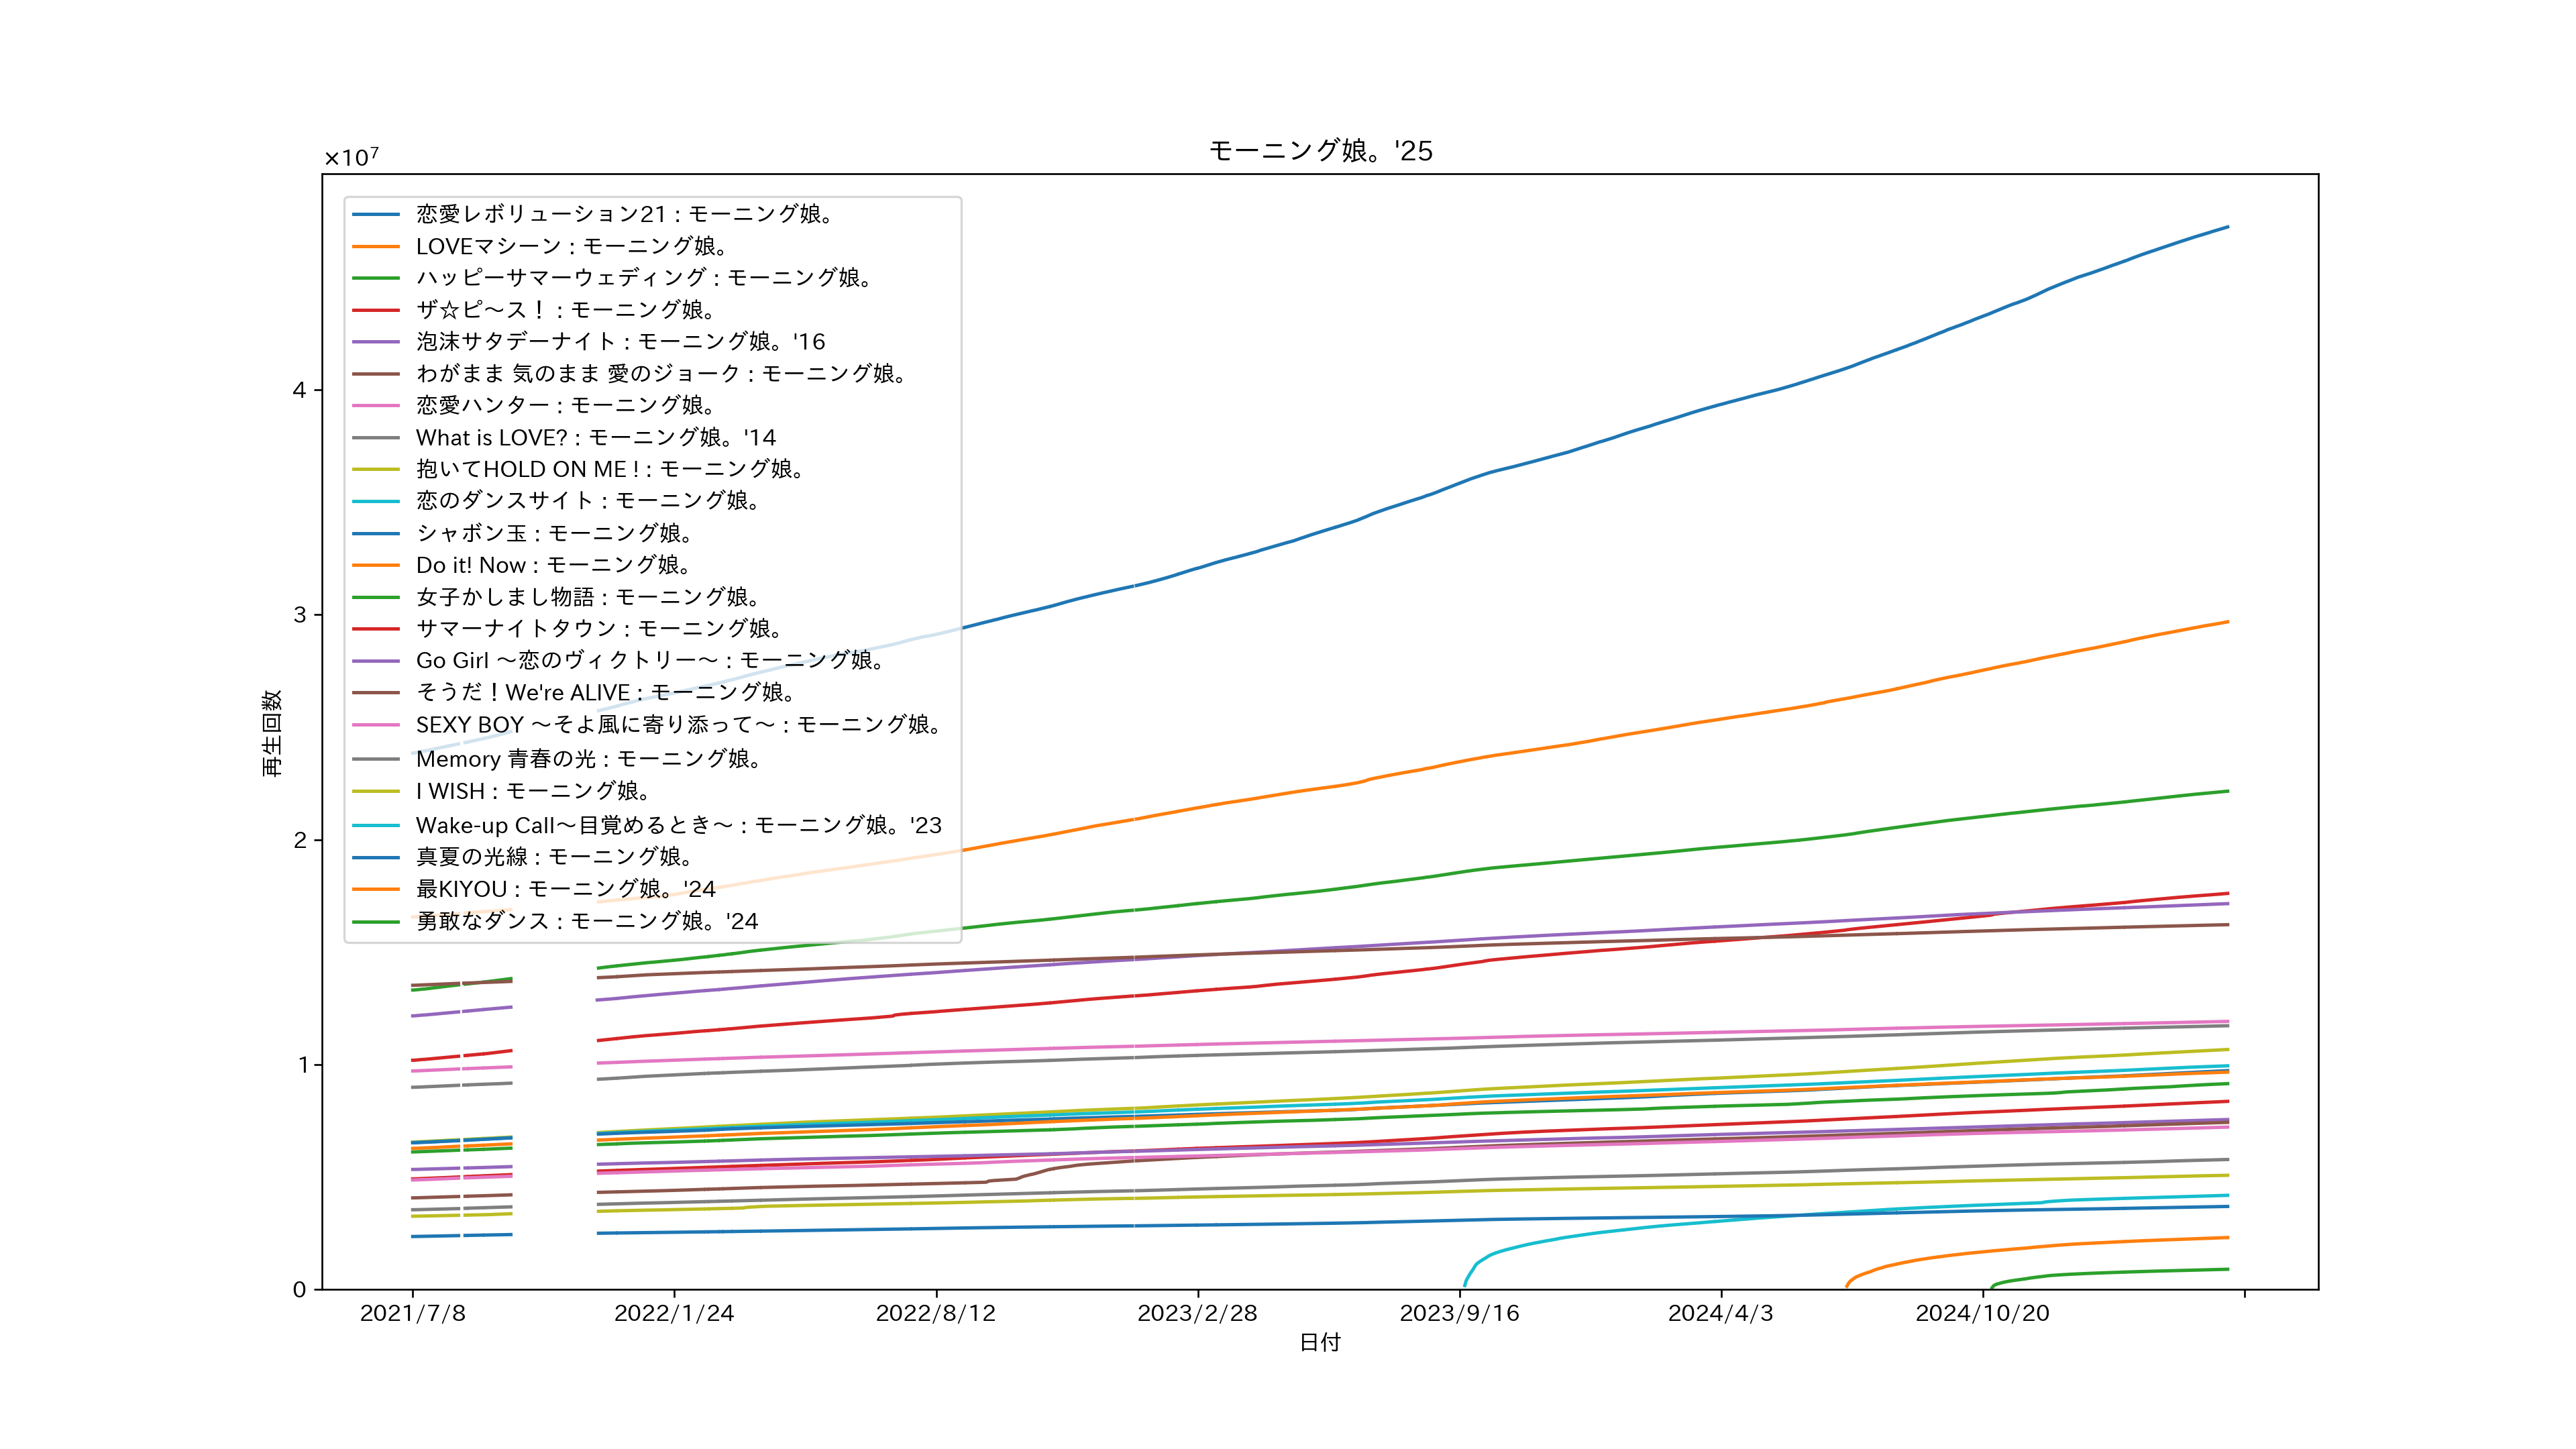 モーニング娘。'25
×10⁷
恋愛レボリューション21 : モーニング娘。
LOVEマシーン : モーニング娘。
ハッピーサマーウェディング : モーニング娘。
ザ☆ピ～ス！ : モーニング娘。
泡沫サタデーナイト : モーニング娘。'16
わがまま 気のまま 愛のジョーク : モーニング娘。
恋愛ハンター : モーニング娘。
What is LOVE? : モーニング娘。'14
抱いてHOLD ON ME ! : モーニング娘。
恋のダンスサイト : モーニング娘。
シャボン玉 : モーニング娘。
Do it! Now : モーニング娘。
女子かしまし物語 : モーニング娘。
サマーナイトタウン : モーニング娘。
Go Girl ～恋のヴィクトリー～ : モーニング娘。
そうだ！We're ALIVE : モーニング娘。
SEXY BOY ～そよ風に寄り添って～ : モーニング娘。
Memory 青春の光 : モーニング娘。
I WISH : モーニング娘。
Wake-up Call～目覚めるとき～ : モーニング娘。'23
真夏の光線 : モーニング娘。
最KIYOU : モーニング娘。'24
勇敢なダンス : モーニング娘。'24
4
3
2
1
0
再生回数
2021/7/8 2022/1/24 2022/8/12 2023/2/28 2023/9/16 2024/4/3 2024/10/20
日付